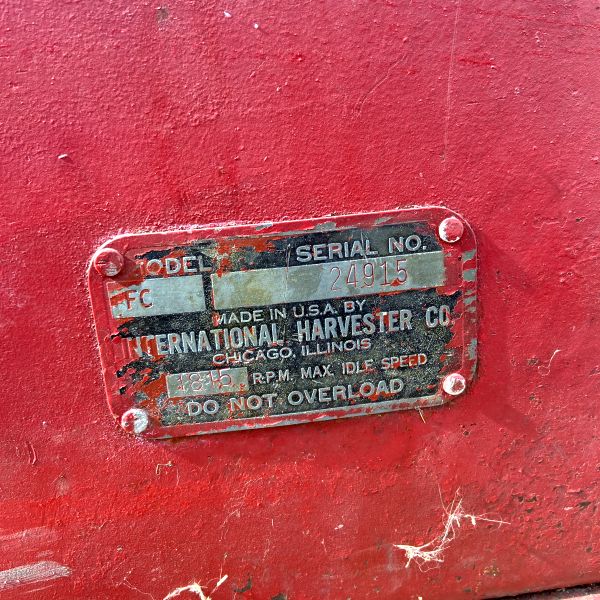 MODEL SERIAL NO.
FC 24915
MADE IN U.S.A. BY
INTERNATIONAL HARVESTER CO.
CHICAGO, ILLINOIS
1815 R.P.M. MAX. IDLE SPEED
DO NOT OVERLOAD